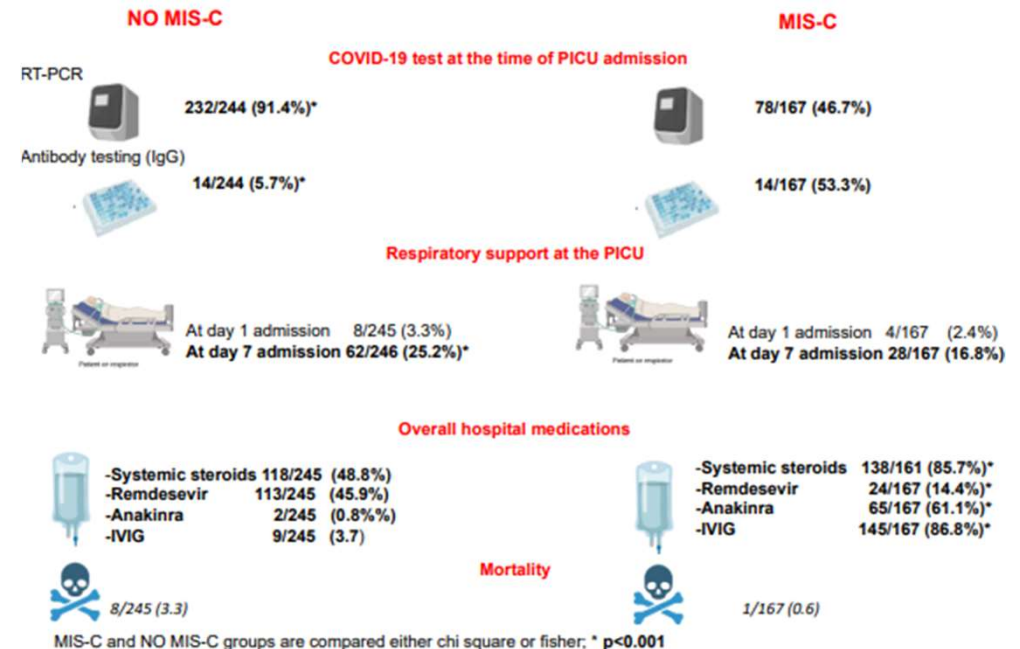 NO MIS-C
MIS-C
COVID-19 test at the time of PICU admission
RT-PCR
232/244 (91.4%)*
78/167 (46.7%)
Antibody testing (IgG)
14/244 (5.7%)*
14/167 (53.3%)
Respiratory support at the PICU
At day 1 admission 8/245 (3.3%)
At day 7 admission 62/246 (25.2%)*
Patient on respirator
At day 1 admission 4/167 (2.4%)
At day 7 admission 28/167 (16.8%)
Patient on respirator
Overall hospital medications
-Systemic steroids 118/245 (48.8%)
-Remdesevir 113/245 (45.9%)
-Anakinra 2/245 (0.8%%)
-IVIG 9/245 (3.7)
-Systemic steroids 138/161 (85.7%)*
-Remdesevir 24/167 (14.4%)*
-Anakinra 65/167 (61.1%)*
-IVIG 145/167 (86.8%)*
Mortality
8/245 (3.3)
1/167 (0.6)
MIS-C and NO MIS-C groups are compared either chi square or fisher; * p<0.001